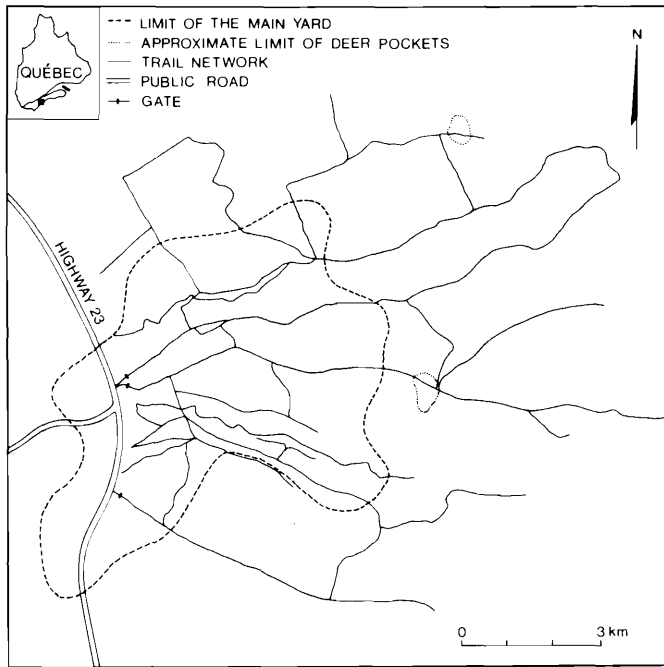 QUÉBEC
LIMIT OF THE MAIN YARD
APPROXIMATE LIMIT OF DEER POCKETS
TRAIL NETWORK
PUBLIC ROAD
GATE
N
HIGHWAY 23
0 3 km